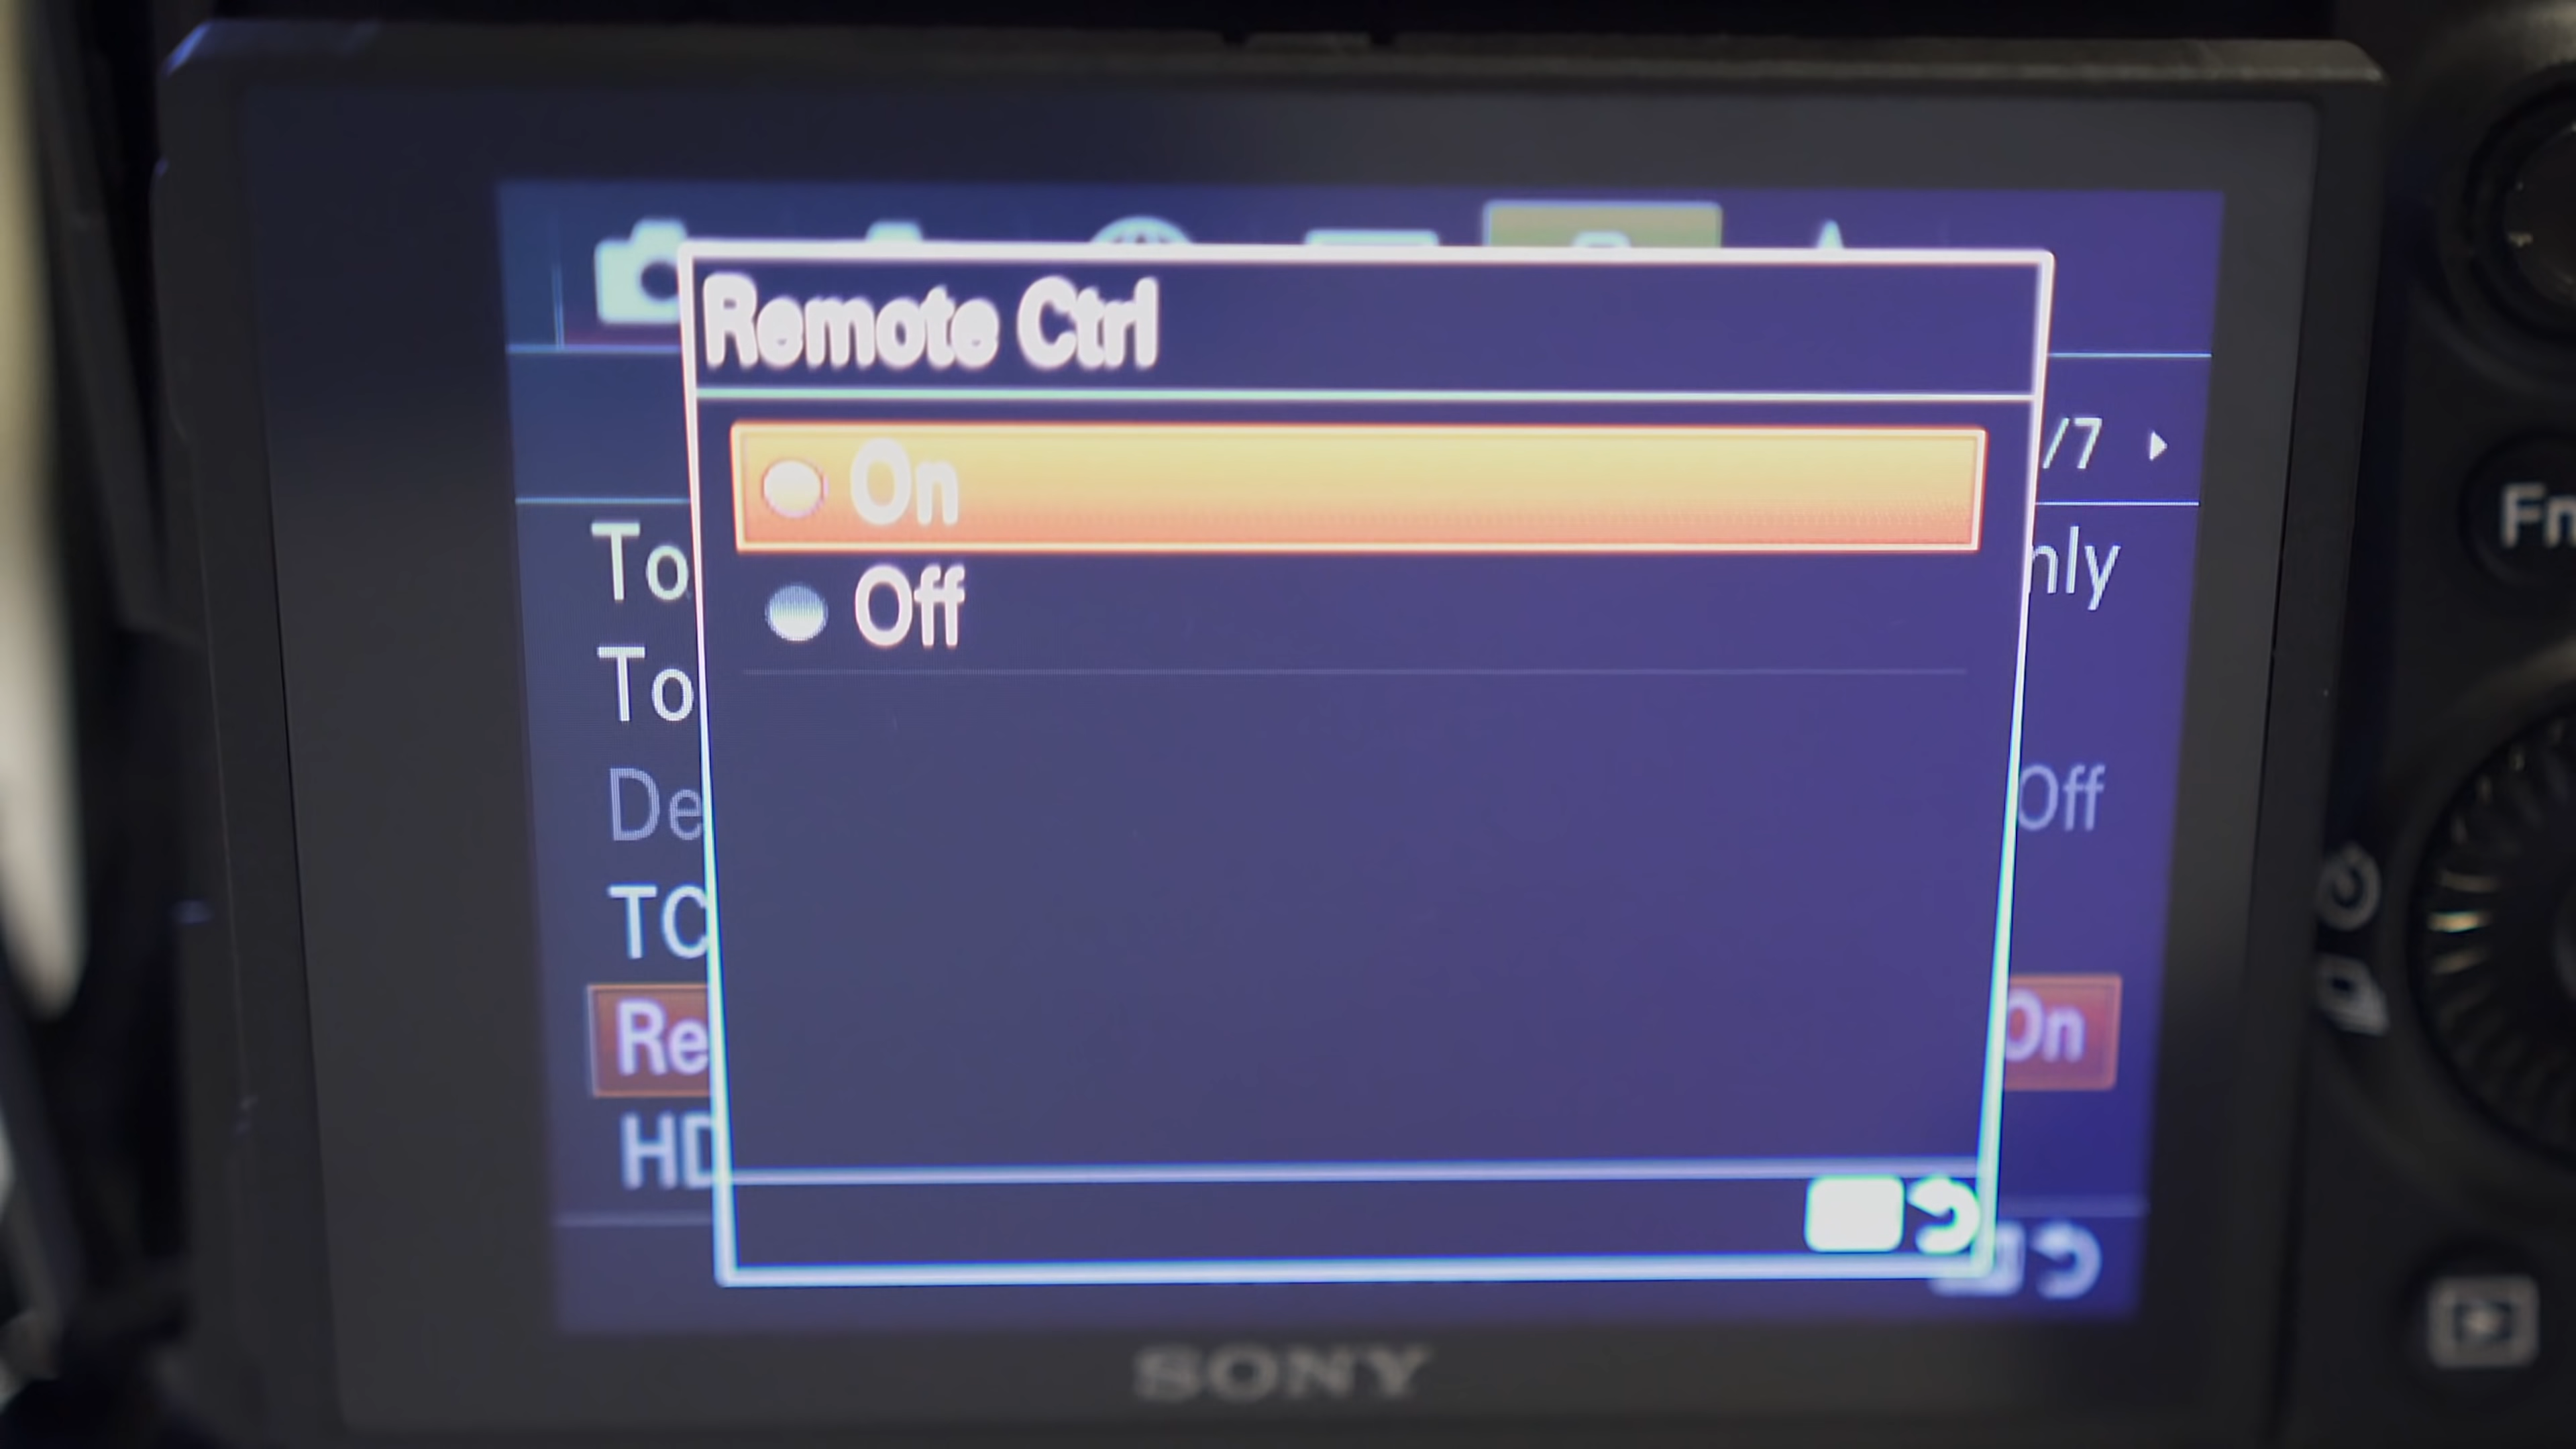 Remote Ctrl
/7
On
Off
To
nly
To
De
Off
TC
Re
On
HD
SONY
Fn